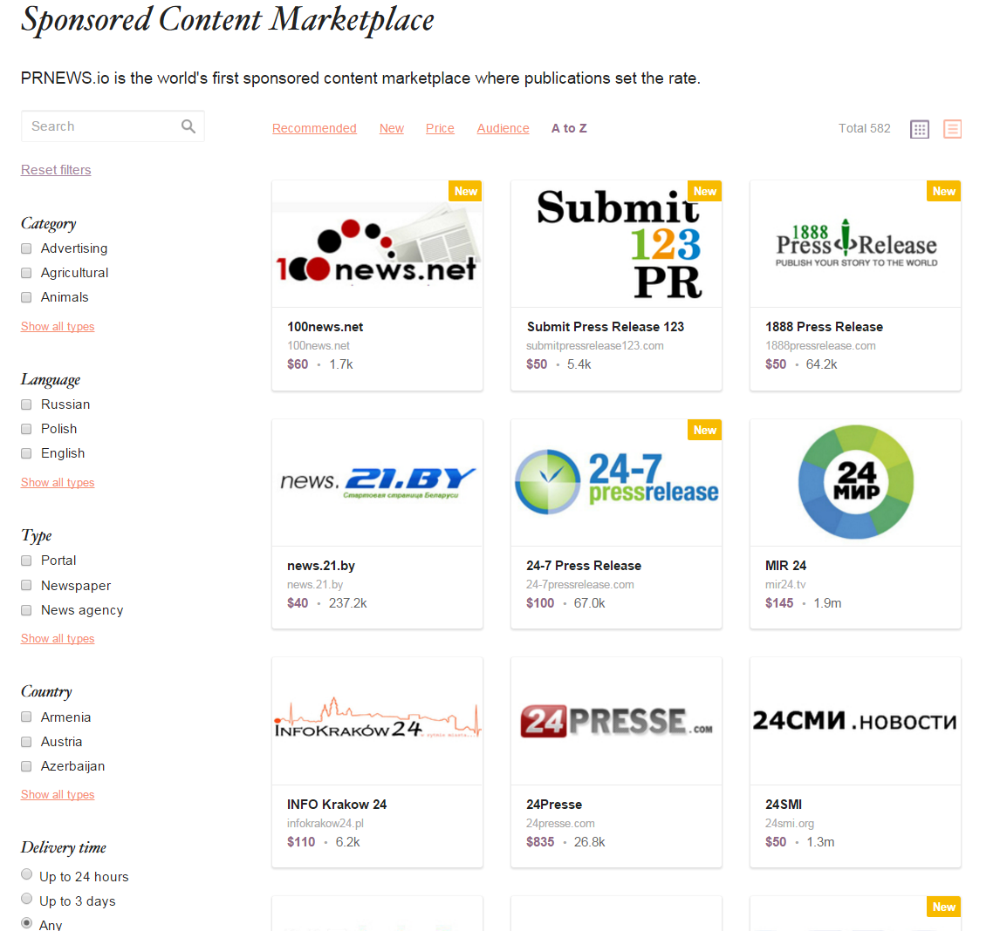 Sponsored Content Marketplace
PRNEWS.io is the world's first sponsored content marketplace where publications set the rate.
Search
Recommended New Price Audience A to Z Total 582
Reset filters
Category
Advertising
Agricultural
Animals
Show all types
Language
Russian
Polish
English
Show all types
Type
Portal
Newspaper
News agency
Show all types
Country
Armenia
Austria
Azerbaijan
Show all types
Delivery time
Up to 24 hours
Up to 3 days
Any
New
100news.net
100news.net
100news.net
$60 • 1.7k
New
Submit
123
PR
Submit Press Release 123
submitpressrelease123.com
$50 • 5.4k
New
1888
Press Release
PUBLISH YOUR STORY TO THE WORLD
1888 Press Release
1888pressrelease.com
$50 • 64.2k
news.21.BY
Стартовая страница Беларуси
news.21.by
news.21.by
$40 • 237.2k
New
24-7
pressrelease
24-7 Press Release
24-7pressrelease.com
$100 • 67.0k
24
МИР
MIR 24
mir24.tv
$145 • 1.9m
INFOKRAKÓW24
INFO Krakow 24
infokrakow24.pl
$110 • 6.2k
24PRESSE.COM
24Presse
24presse.com
$835 • 26.8k
24СМИ.НОВОСТИ
24SMI
24smi.org
$50 • 1.3m
New